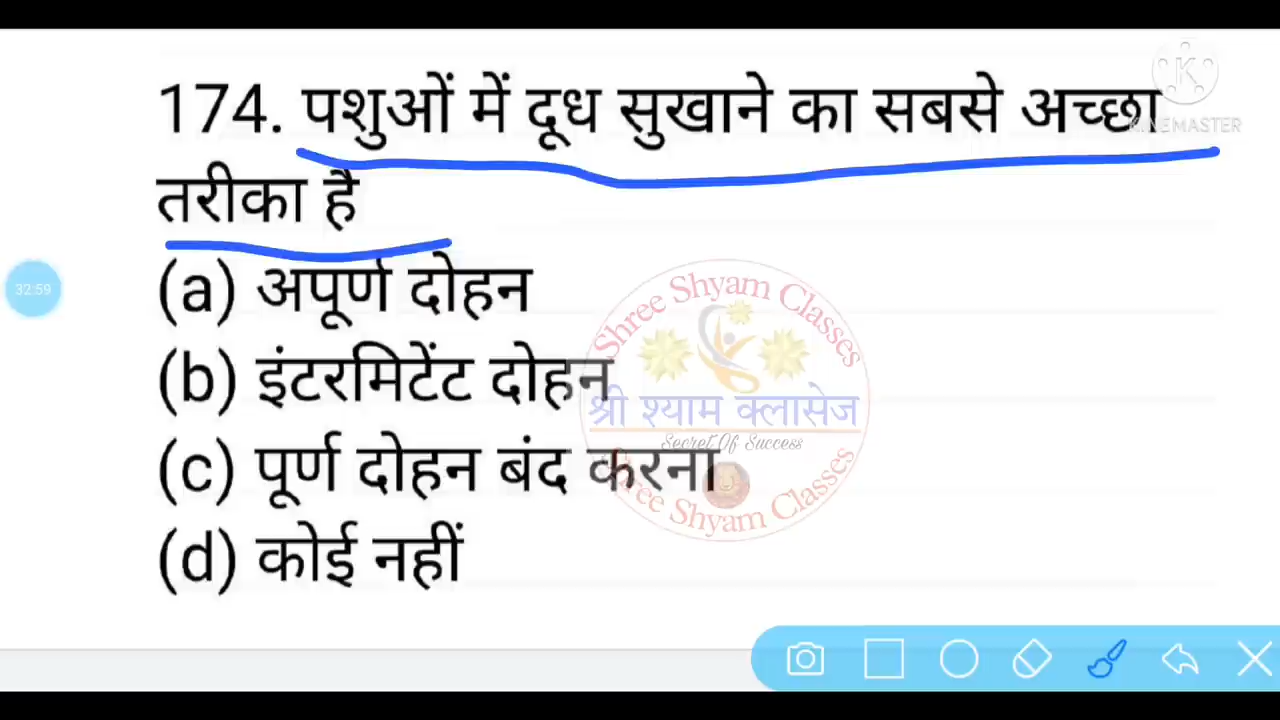 KINEMASTER
174. पशुओं में दूध सुखाने का सबसे अच्छा
तरीका है
32:59
(a) अपूर्ण दोहन
(b) इंटरमिटेंट दोहन
(c) पूर्ण दोहन बंद करना
(d) कोई नहीं
Shree Shyam Classes
श्री श्याम क्लासेज
Secret Of Success
Shree Shyam Classes